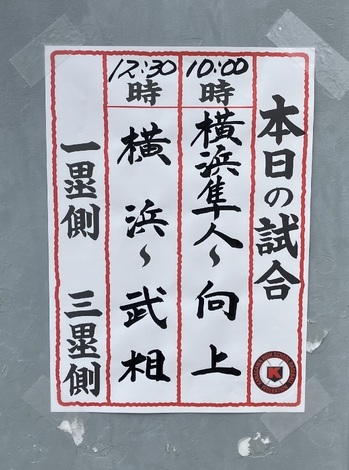 本日の試合
10:00時
横浜隼人〜向上
12:30時
横浜〜武相
一塁側 三塁側